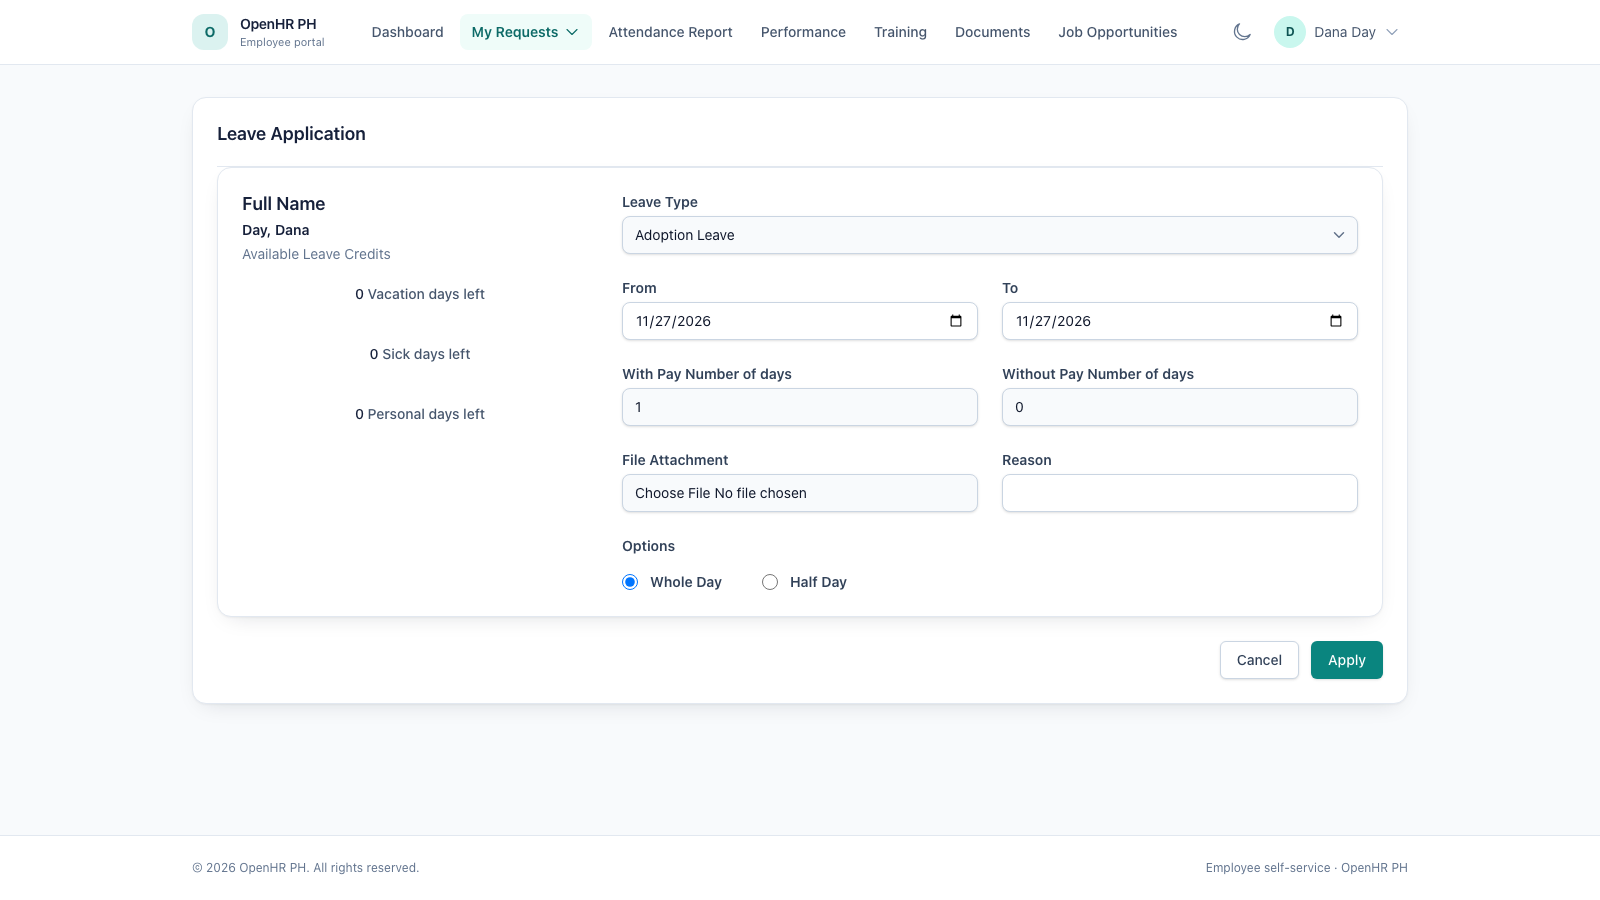 O
OpenHR PH
Employee portal
Dashboard
My Requests
Attendance Report
Performance
Training
Documents
Job Opportunities
D
Dana Day
Leave Application
Full Name
Day, Dana
Available Leave Credits
0 Vacation days left
0 Sick days left
0 Personal days left
Leave Type
Adoption Leave
From
To
11/27/2026
11/27/2026
With Pay Number of days
Without Pay Number of days
1
0
File Attachment
Reason
Choose File No file chosen
Options
Whole Day
Half Day
Cancel
Apply
© 2026 OpenHR PH. All rights reserved.
Employee self-service · OpenHR PH